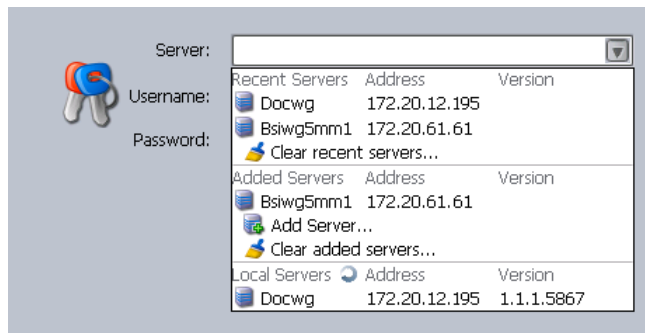 Server:
Recent Servers Address Version
Docwg 172.20.12.195
Username:
Bsiwg5mm1 172.20.61.61
Password:
Clear recent servers...
Added Servers Address Version
Bsiwg5mm1 172.20.61.61
Add Server...
Clear added servers...
Local Servers Address Version
Docwg 172.20.12.195 1.1.1.5867